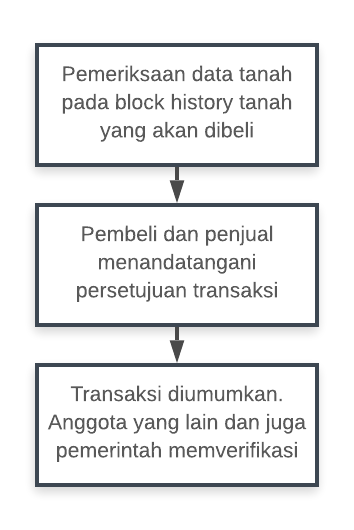 Pemeriksaan data tanah
pada block history tanah
yang akan dibeli
Pembeli dan penjual
menandatangani
persetujuan transaksi
Transaksi diumumkan.
Anggota yang lain dan juga
pemerintah memverifikasi